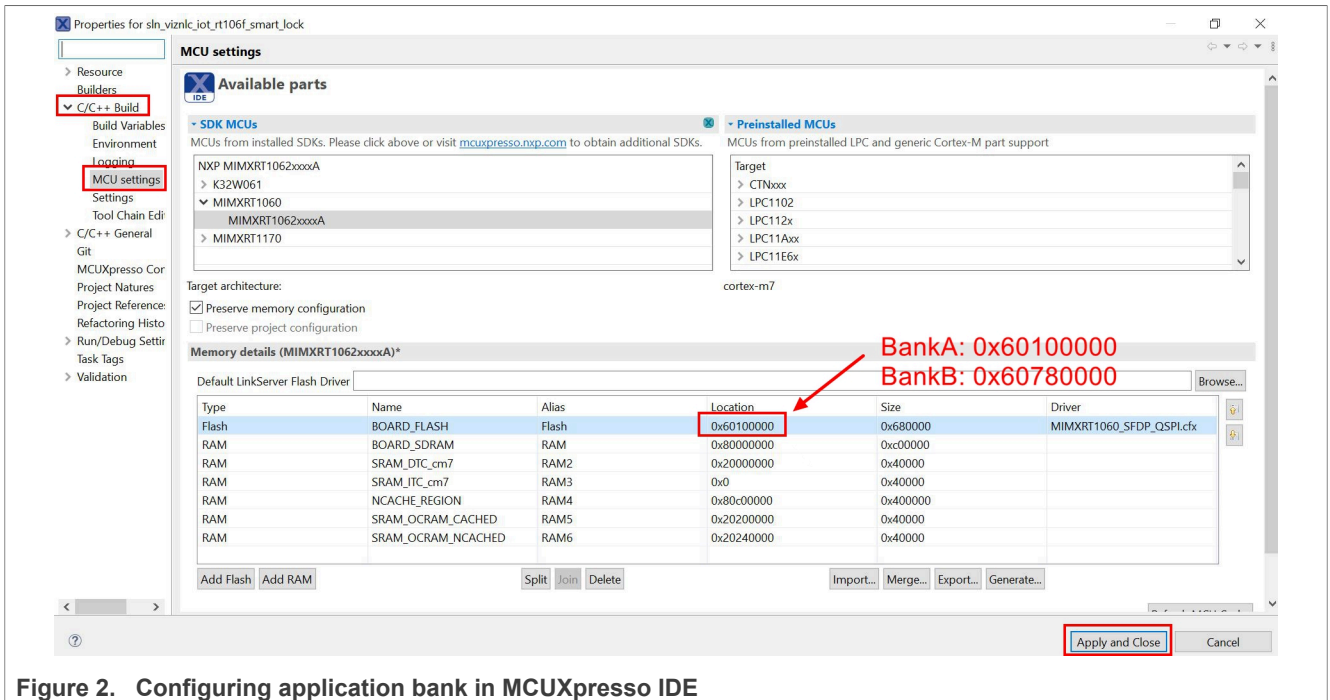 Properties for sln_viznlc_iot_rt106f_smart_lock
MCU settings
Resource
Builders
C/C++ Build
Build Variables
Environment
Logging
MCU settings
Settings
Tool Chain Edi
C/C++ General
Git
MCUXpresso Cor
Project Natures
Project Reference
Refactoring Histo
Run/Debug Settir
Task Tags
Validation
IDE
Available parts
SDK MCUs
MCUs from installed SDKs. Please click above or visit mcuxpresso.nxp.com to obtain additional SDKs.
NXP MIMXRT1062xxxxA
K32W061
MIMXRT1060
MIMXRT1062xxxxA
MIMXRT1170
Preinstalled MCUs
MCUs from preinstalled LPC and generic Cortex-M part support
Target
CTNxxx
LPC1102
LPC112x
LPC11Axx
LPC11E6x
Target architecture: cortex-m7
Preserve memory configuration
Preserve project configuration
Memory details (MIMXRT1062xxxxA)*
BankA: 0x60100000
BankB: 0x60780000
Default LinkServer Flash Driver Browse...
Type Name Alias Location Size Driver
Flash BOARD_FLASH Flash 0x60100000 0x680000 MIMXRT1060_SFDP_QSPI.cfx
RAM BOARD_SDRAM RAM 0x80000000 0xc00000
RAM SRAM_DTC_cm7 RAM2 0x20000000 0x40000
RAM SRAM_ITC_cm7 RAM3 0x0 0x40000
RAM NCACHE_REGION RAM4 0x80c00000 0x400000
RAM SRAM_OCRAM_CACHED RAM5 0x20200000 0x40000
RAM SRAM_OCRAM_NCACHED RAM6 0x20240000 0x40000
Add Flash Add RAM Split Join Delete Import... Merge... Export... Generate...
Apply and Close Cancel
Figure 2. Configuring application bank in MCUXpresso IDE